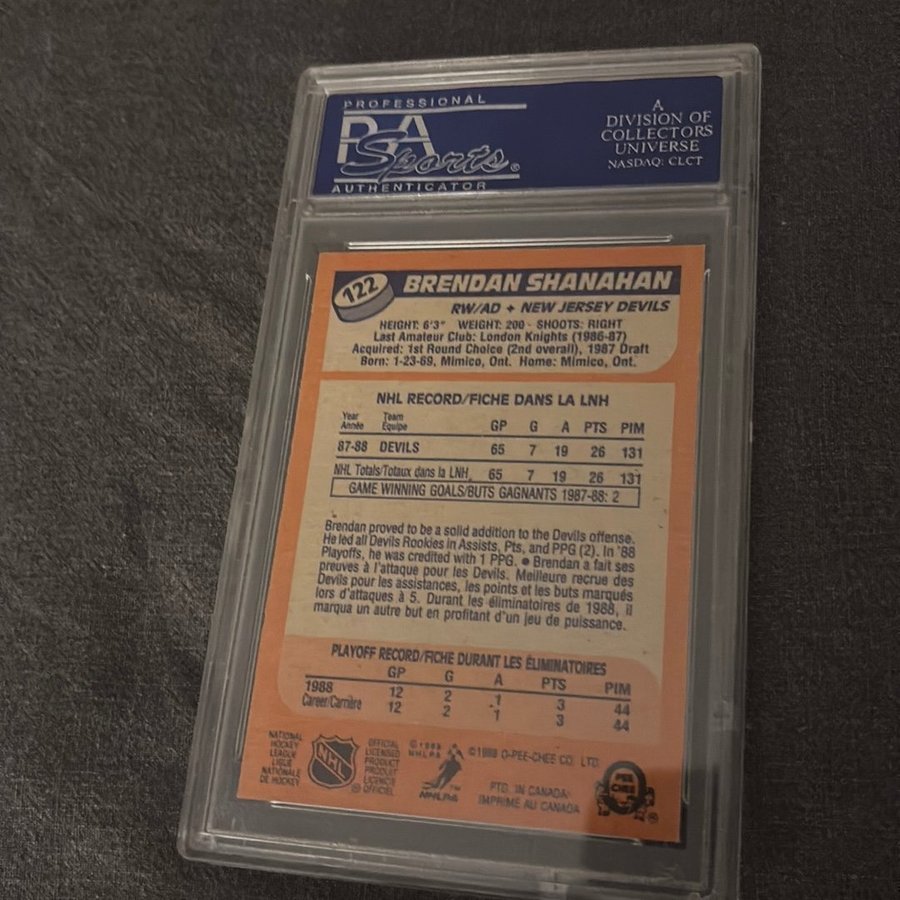 PROFESSIONAL
PSA
Sports®
AUTHENTICATOR
A
DIVISION OF
COLLECTORS
UNIVERSE
NASDAQ: CLCT
122
BRENDAN SHANAHAN
RW/AD + NEW JERSEY DEVILS
HEIGHT: 6'3" WEIGHT: 200 - SHOOTS: RIGHT
Last Amateur Club: London Knights (1986-87)
Acquired: 1st Round Choice (2nd overall), 1987 Draft
Born: 1-23-69, Mimico, Ont. Home: Mimico, Ont.
NHL RECORD/FICHE DANS LA LNH
Year Team
Année Équipe GP G A PTS PIM
87-88 DEVILS 65 7 19 26 131
NHL Totals/Totaux dans la LNH 65 7 19 26 131
GAME WINNING GOALS/BUTS GAGNANTS 1987-88: 2
Brendan proved to be a solid addition to the Devils offense.
He led all Devils Rookies in Assists, Pts, and PPG (2). In '88
Playoffs, he was credited with 1 PPG. ● Brendan a fait ses
preuves à l'attaque pour les Devils. Meilleure recrue des
Devils pour les assistances, les points et les buts marqués
lors d'attaques à 5. Durant les éliminatoires de 1988, il
marqua un autre but en profitant d'un jeu de puissance.
PLAYOFF RECORD/FICHE DURANT LES ÉLIMINATOIRES
GP G A PTS PIM
1988 12 2 1 3 44
Career/Carrière 12 2 1 3 44
NATIONAL
HOCKEY
LEAGUE
LIGUE
NATIONALE
DE HOCKEY
NHL
OFFICIAL
LICENSED
PRODUCT
PRODUIT
LICENCIÉ
OFFICIEL
©1988
NHLPA
NHLPA
©1988 O-PEE-CHEE CO. LTD.
PTD. IN CANADA
IMPRIMÉ AU CANADA
O
PEE
CHEE